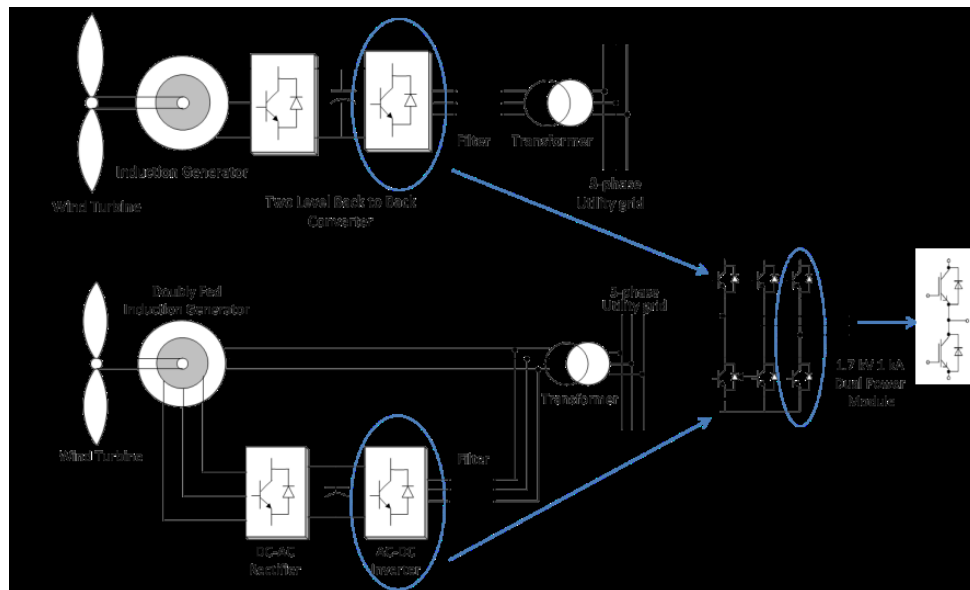 Filter
Transformer
Induction Generator
3-phase
Utility grid
Wind Turbine
Two Level Back to Back
Converter
Doubly Fed
Induction Generator
3-phase
Utility grid
1.7 kV 1 kA
Dual Power
Module
Transformer
Wind Turbine
Filter
DC-AC
Rectifier
AC-DC
Inverter